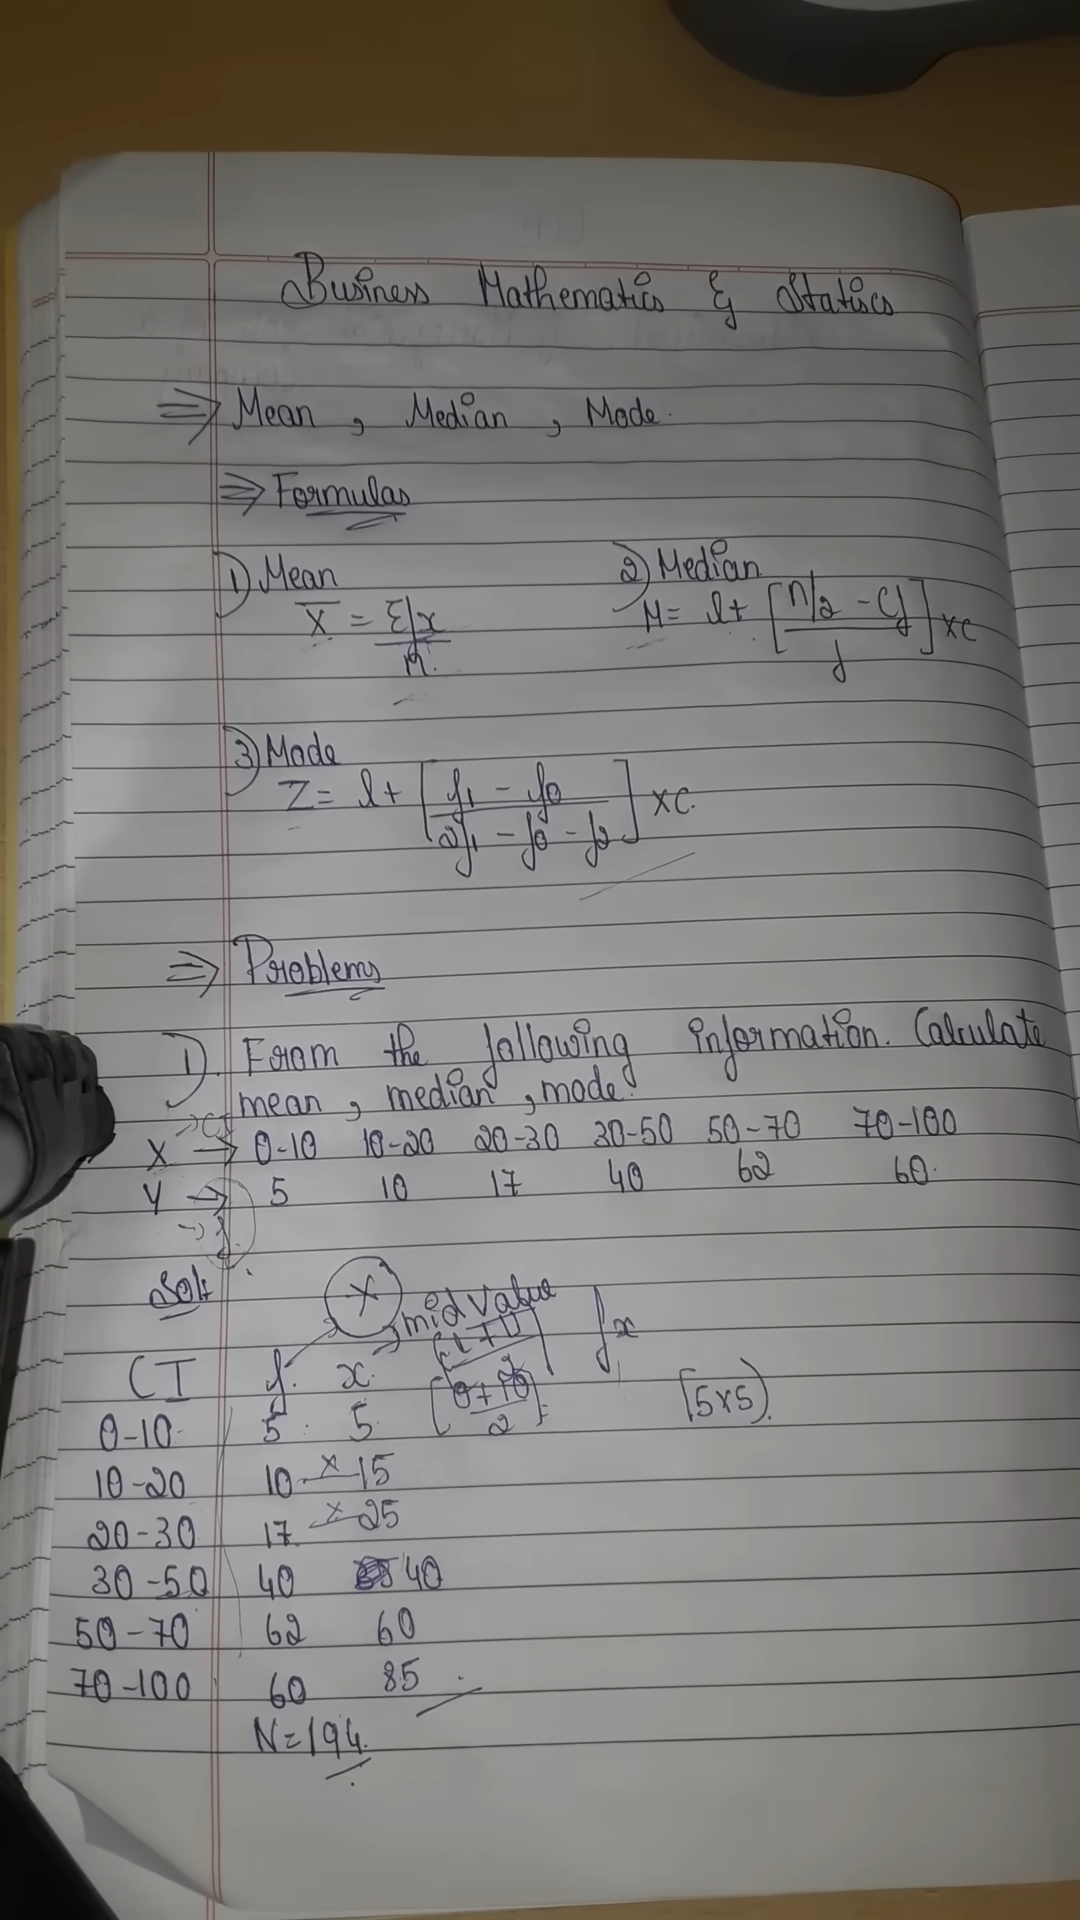 Business Mathematics & Statiscs
⇒ Mean, Median, Mode.
⇒ Formulas
1) Mean
X̄ = Σfx / n.
2) Median
M = l + [n/2 - cf / f] × c
3) Mode
Z = l + [f1 - f0 / 2f1 - f0 - f2] × c.
⇒ Problems
1). From the following information. Calculate
mean, median, mode.
→ CI
X → 0-10 10-20 20-30 30-50 50-70 70-100
Y → 5 10 17 40 62 60.
→ f.
Sol:
X
→ mid value
CI f. x. fx
[0+10 / 2] =
0-10 5 5 (5×5).
10-20 10 × 15
20-30 17 × 25
30-50 40 40
50-70 62 60
70-100 60 85
N=194.